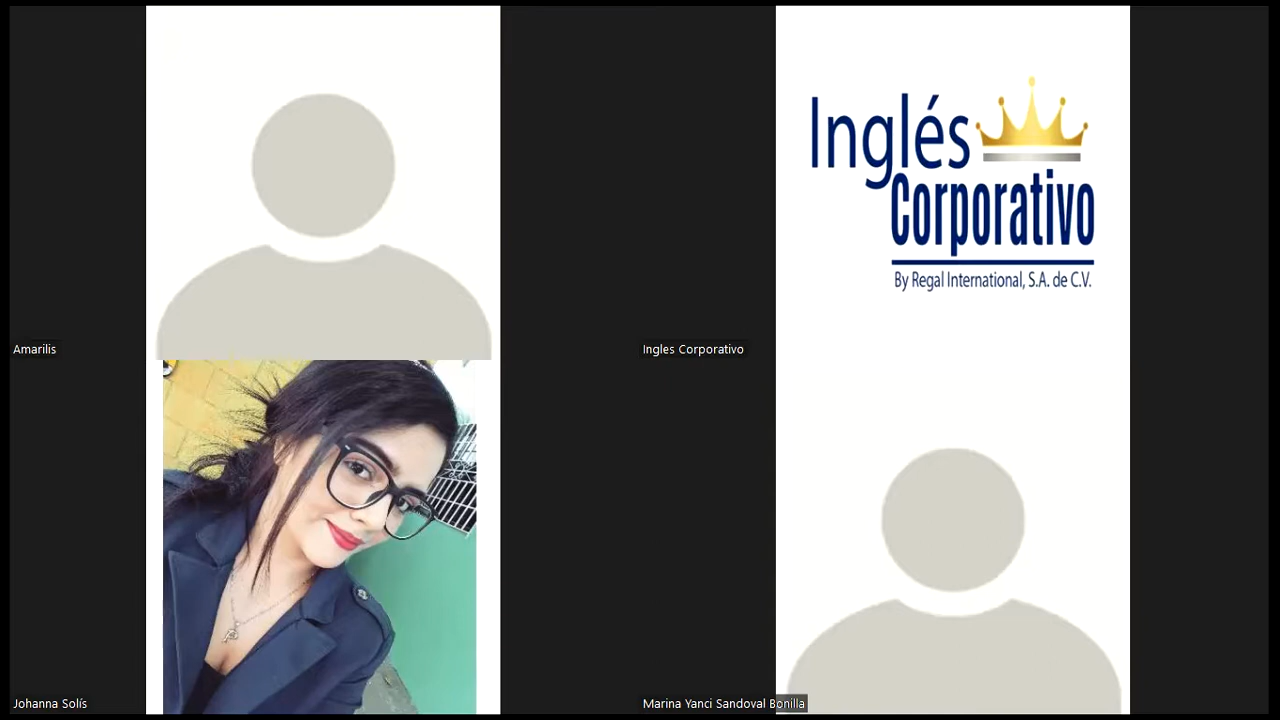 Inglés
Corporativo
By Regal International, S.A. de C.V.
Amarilis
Ingles Corporativo
Johanna Solís
Marina Yanci Sandoval Bonilla